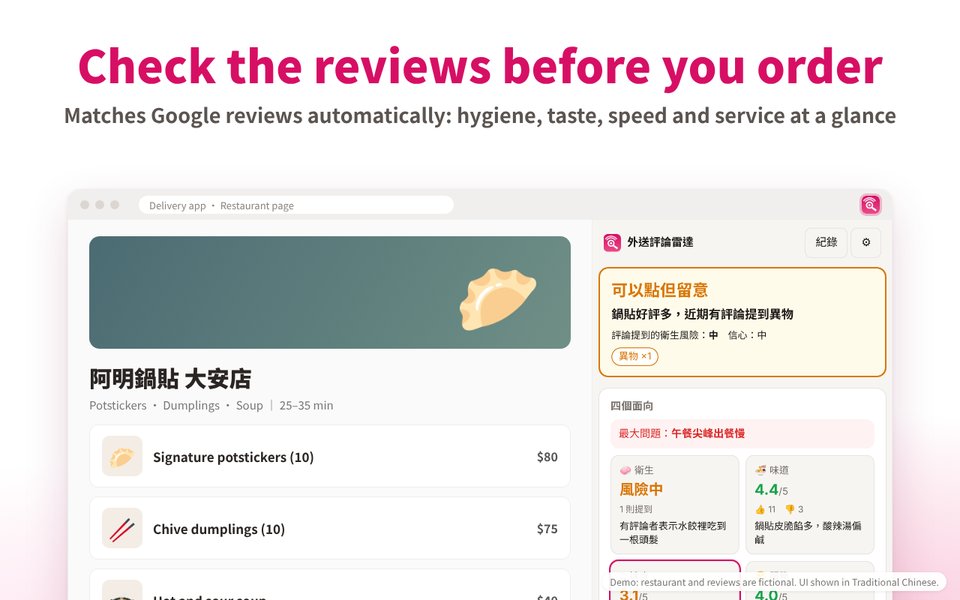 Check the reviews before you order
Matches Google reviews automatically: hygiene, taste, speed and service at a glance
Delivery app・Restaurant page
外送評論雷達
紀錄
可以點但留意
鍋貼好評多，近期有評論提到異物
評論提到的衛生風險：中 信心：中
異物 ×1
阿明鍋貼 大安店
Potstickers・Dumplings・Soup｜25–35 min
Signature potstickers (10)
$80
Chive dumplings (10)
$75
四個面向
最大問題：午餐尖峰出餐慢
衛生
風險中
1 則提到
有評論者表示水餃裡吃到
一根頭髮
味道
4.4/5
👍 11 👎 3
鍋貼皮脆餡多，酸辣湯偏
鹹
Hot and sour soup
$40
3.1/5
4.0/5
Demo: restaurant and reviews are fictional. UI shown in Traditional Chinese.